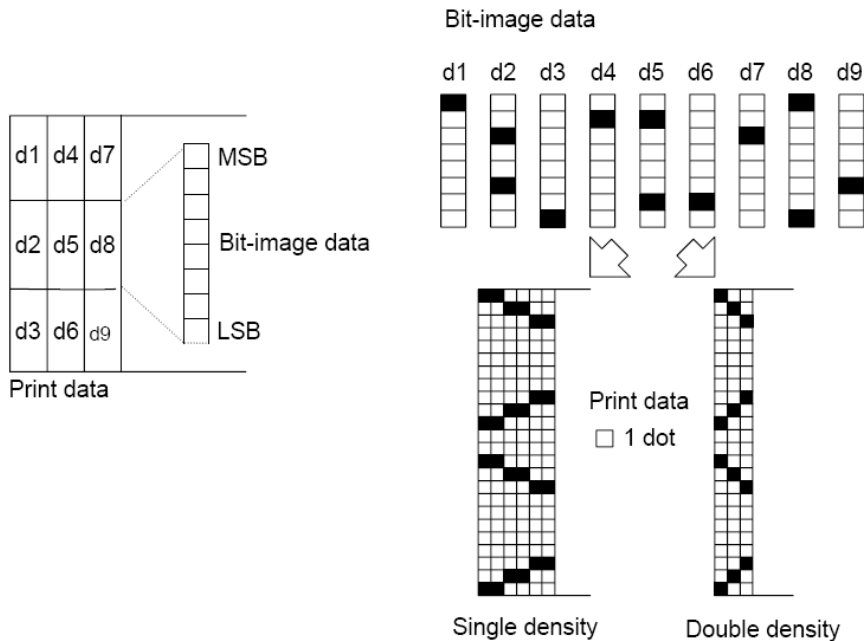 Bit-image data
d1 d2 d3 d4 d5 d6 d7 d8 d9
d1 d4 d7
d2 d5 d8
d3 d6 d9
MSB
Bit-image data
LSB
Print data
Print data
1 dot
Single density
Double density